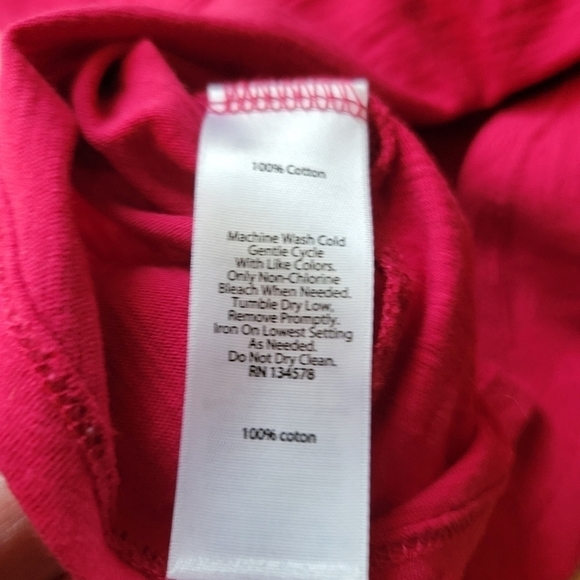 100% Cotton
Machine Wash Cold
Gentle Cycle
With Like Colors.
Only Non-Chlorine
Bleach When Needed.
Tumble Dry Low,
Remove Promptly.
Iron On Lowest Setting
As Needed.
Do Not Dry Clean.
RN 134578
100% coton